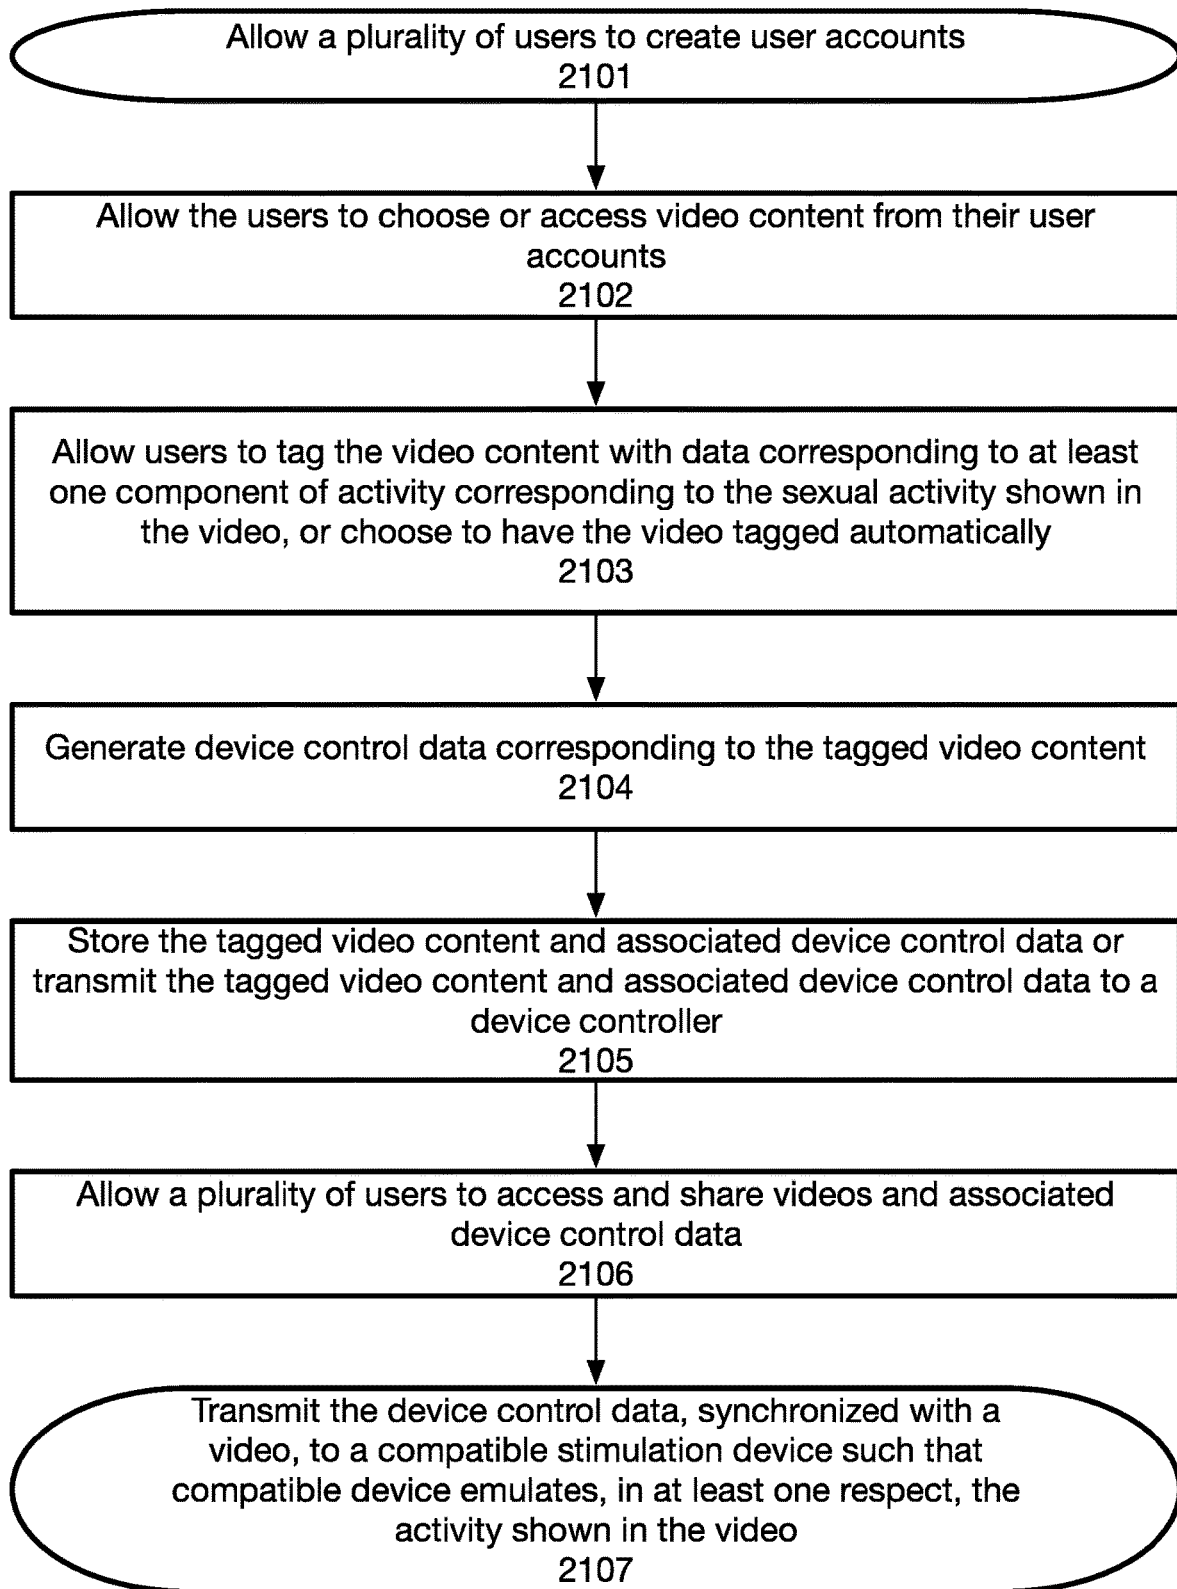 Allow a plurality of users to create user accounts
2101
Allow the users to choose or access video content from their user
accounts
2102
Allow users to tag the video content with data corresponding to at least
one component of activity corresponding to the sexual activity shown in
the video, or choose to have the video tagged automatically
2103
Generate device control data corresponding to the tagged video content
2104
Store the tagged video content and associated device control data or
transmit the tagged video content and associated device control data to a
device controller
2105
Allow a plurality of users to access and share videos and associated
device control data
2106
Transmit the device control data, synchronized with a
video, to a compatible stimulation device such that
compatible device emulates, in at least one respect, the
activity shown in the video
2107